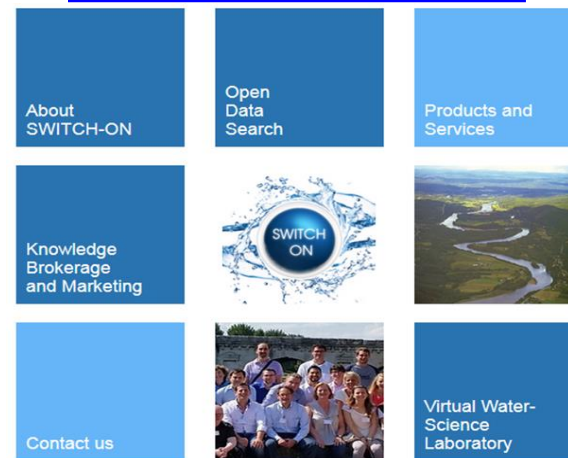 About
SWITCH-ON
Open
Data
Search
Products and
Services
Knowledge
Brokerage
and Marketing
SWITCH
ON
Contact us
Virtual Water-
Science
Laboratory